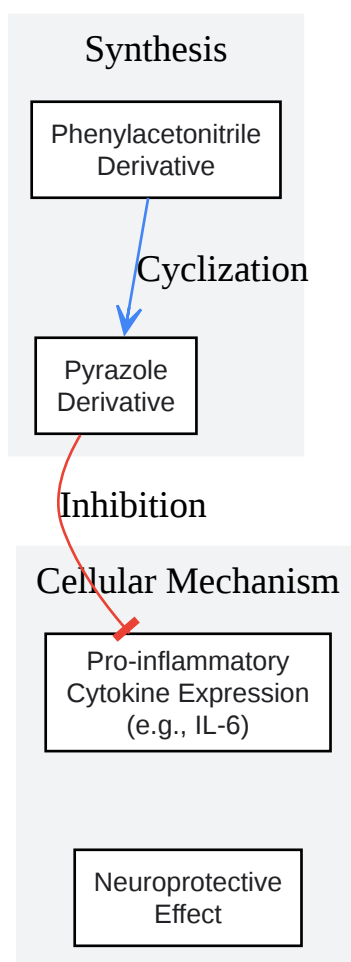 Synthesis
Phenylacetonitrile
Derivative
Cyclization
Pyrazole
Derivative
Inhibition
Cellular Mechanism
Pro-inflammatory
Cytokine Expression
(e.g., IL-6)
Neuroprotective
Effect